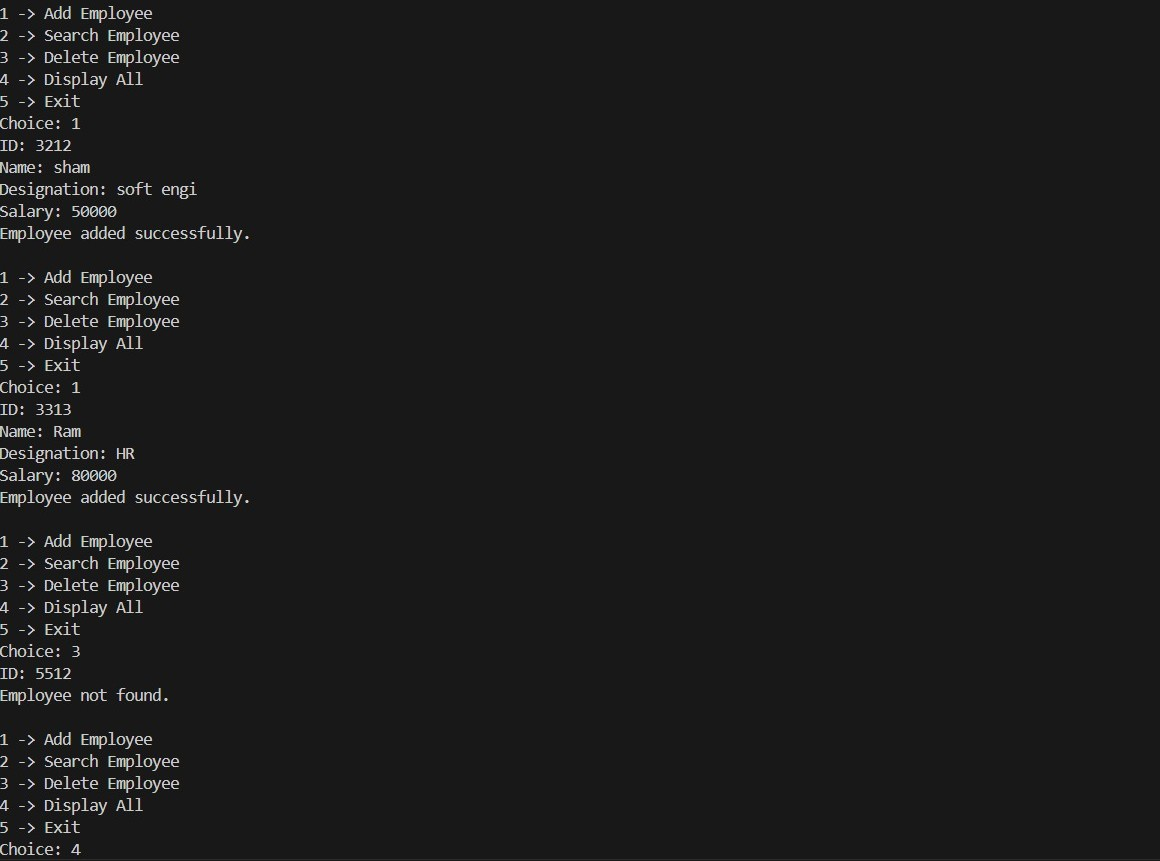 1 -> Add Employee
2 -> Search Employee
3 -> Delete Employee
4 -> Display All
5 -> Exit
Choice: 1
ID: 3212
Name: sham
Designation: soft engi
Salary: 50000
Employee added successfully.

1 -> Add Employee
2 -> Search Employee
3 -> Delete Employee
4 -> Display All
5 -> Exit
Choice: 1
ID: 3313
Name: Ram
Designation: HR
Salary: 80000
Employee added successfully.

1 -> Add Employee
2 -> Search Employee
3 -> Delete Employee
4 -> Display All
5 -> Exit
Choice: 3
ID: 5512
Employee not found.

1 -> Add Employee
2 -> Search Employee
3 -> Delete Employee
4 -> Display All
5 -> Exit
Choice: 4